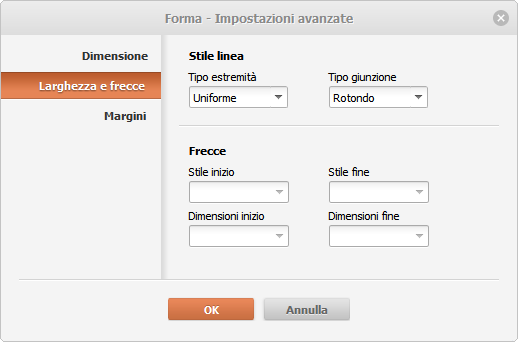 Forma - Impostazioni avanzate
Dimensione
Larghezza e frecce
Margini
Stile linea
Tipo estremità Tipo giunzione
Uniforme Rotondo
Frecce
Stile inizio Stile fine
Dimensioni inizio Dimensioni fine
OK Annulla